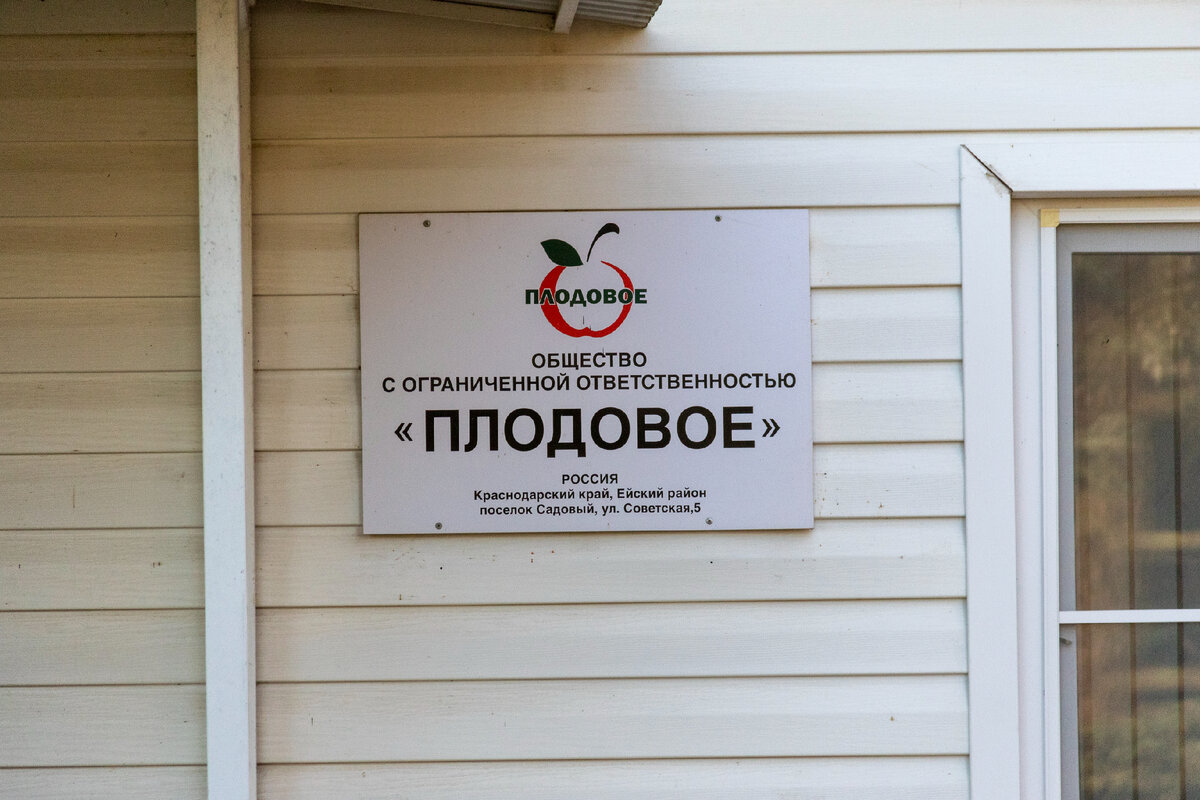 ПЛОДОВОЕ
ОБЩЕСТВО
С ОГРАНИЧЕННОЙ ОТВЕТСТВЕННОСТЬЮ
«ПЛОДОВОЕ»
РОССИЯ
Краснодарский край, Ейский район
поселок Садовый, ул. Советская,5